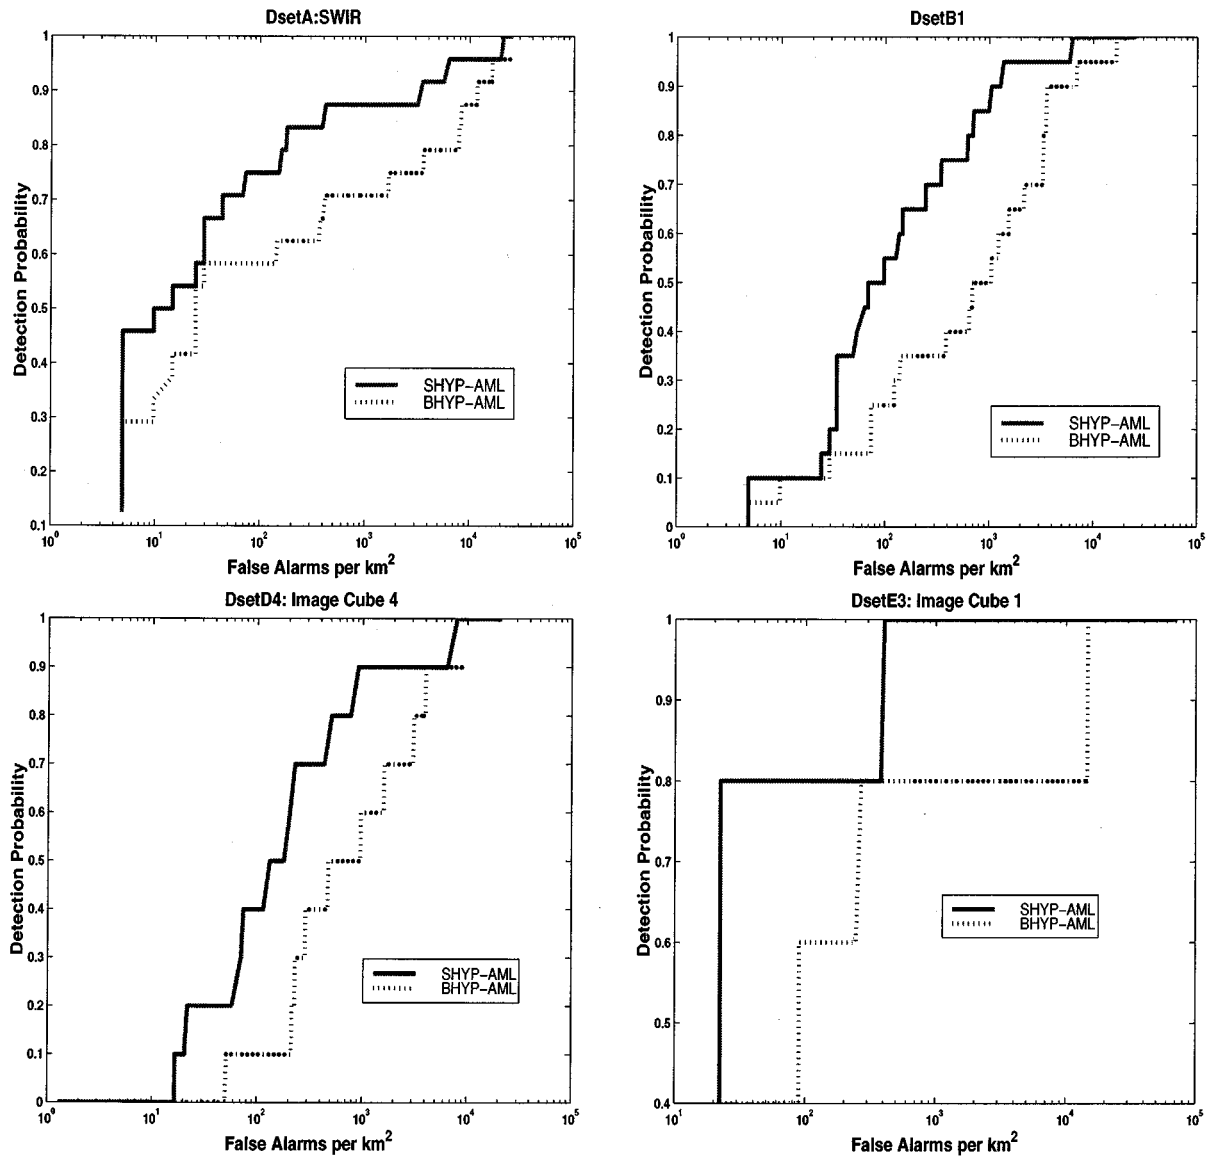 DsetA:SWIR
1
0.9
0.8
0.7
0.6
0.5
0.4
0.3
0.2
0.1
Detection Probability
SHYP-AML
BHYP-AML
10^0 10^1 10^2 10^3 10^4 10^5
False Alarms per km^2
DsetB1
1
0.9
0.8
0.7
0.6
0.5
0.4
0.3
0.2
0.1
0
Detection Probability
SHYP-AML
BHYP-AML
10^0 10^1 10^2 10^3 10^4 10^5
False Alarms per km^2
DsetD4: Image Cube 4
1
0.9
0.8
0.7
0.6
0.5
0.4
0.3
0.2
0.1
0
Detection Probability
SHYP-AML
BHYP-AML
10^0 10^1 10^2 10^3 10^4 10^5
False Alarms per km^2
DsetE3: Image Cube 1
1
0.9
0.8
0.7
0.6
0.5
0.4
Detection Probability
SHYP-AML
BHYP-AML
10^1 10^2 10^3 10^4 10^5
False Alarms per km^2